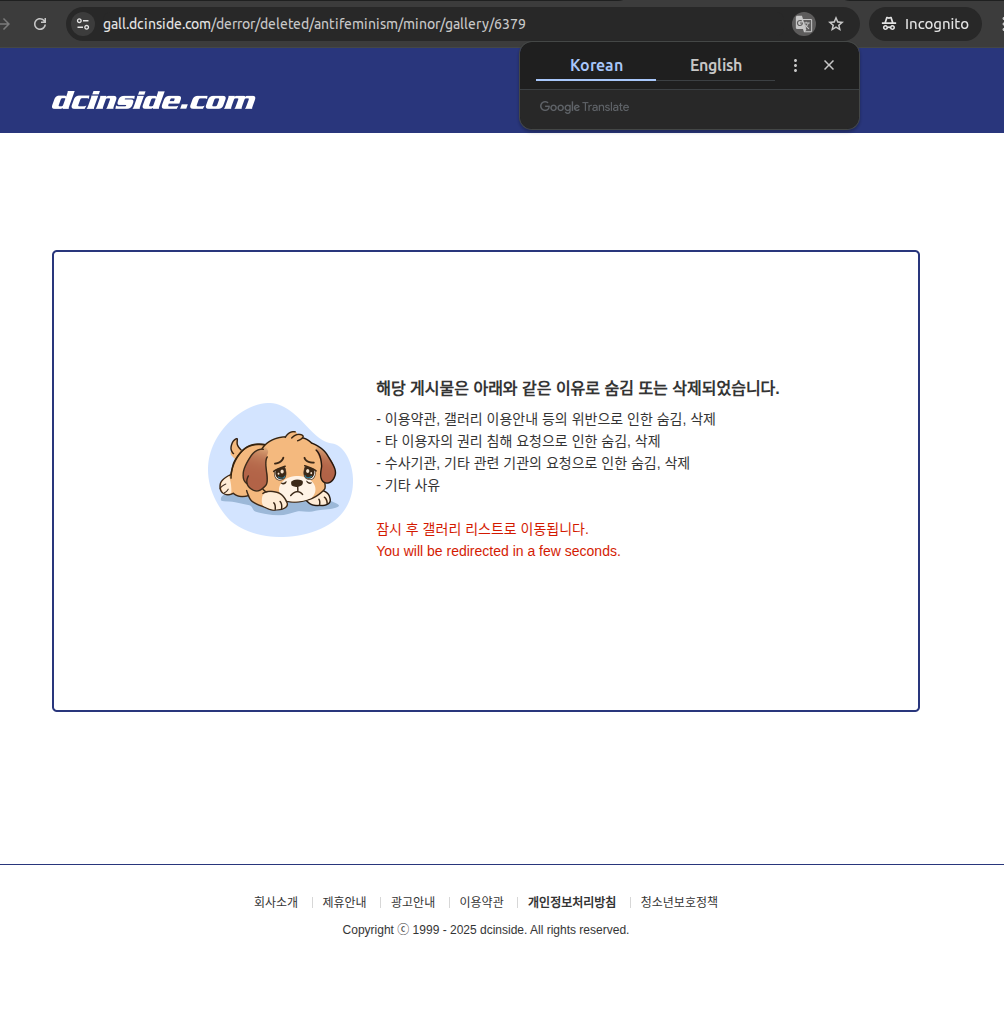 gall.dcinside.com/derror/deleted/antifeminism/minor/gallery/6379
Incognito
Korean English
Google Translate
dcinside.com
해당 게시물은 아래와 같은 이유로 숨김 또는 삭제되었습니다.
- 이용약관, 갤러리 이용안내 등의 위반으로 인한 숨김, 삭제
- 타 이용자의 권리 침해 요청으로 인한 숨김, 삭제
- 수사기관, 기타 관련 기관의 요청으로 인한 숨김, 삭제
- 기타 사유
잠시 후 갤러리 리스트로 이동됩니다.
You will be redirected in a few seconds.
회사소개 제휴안내 광고안내 이용약관 개인정보처리방침 청소년보호정책
Copyright ⓒ 1999 - 2025 dcinside. All rights reserved.